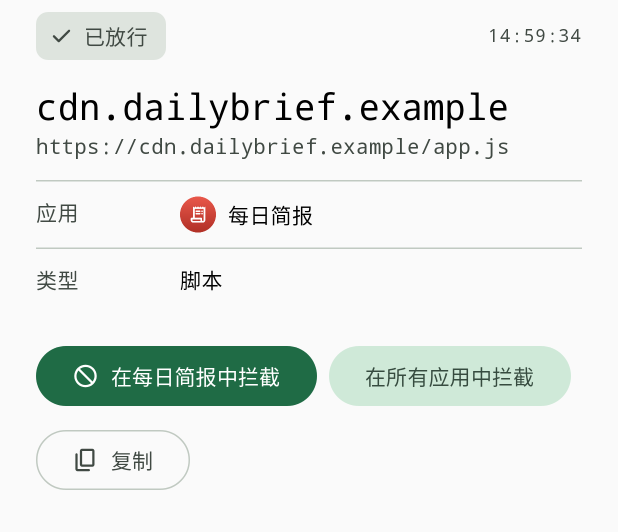 已放行
14:59:34
cdn.dailybrief.example
https://cdn.dailybrief.example/app.js
应用 每日简报
类型 脚本
在每日简报中拦截
在所有应用中拦截
复制